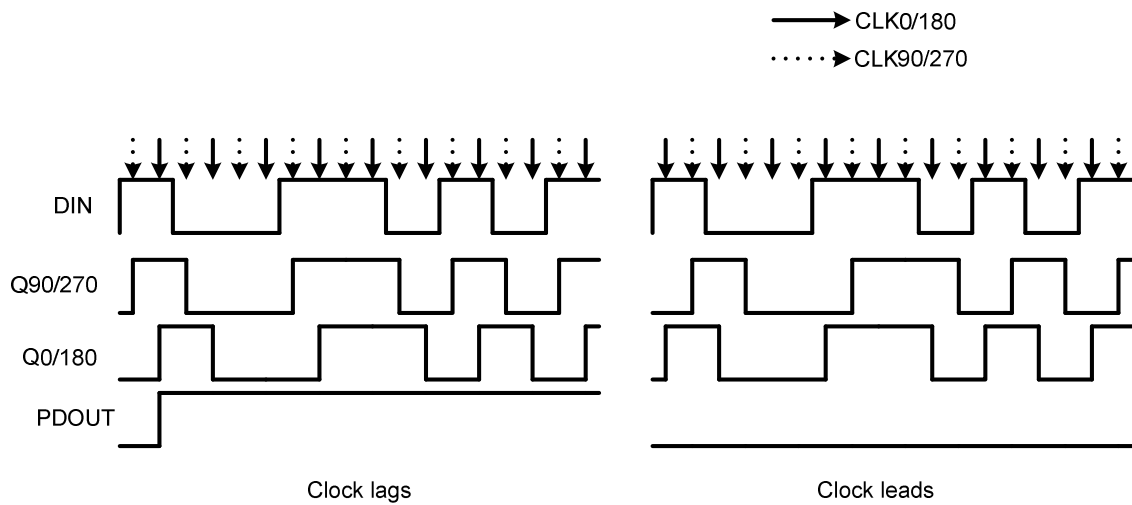 CLK0/180
CLK90/270
DIN
Q90/270
Q0/180
PDOUT
Clock lags
Clock leads